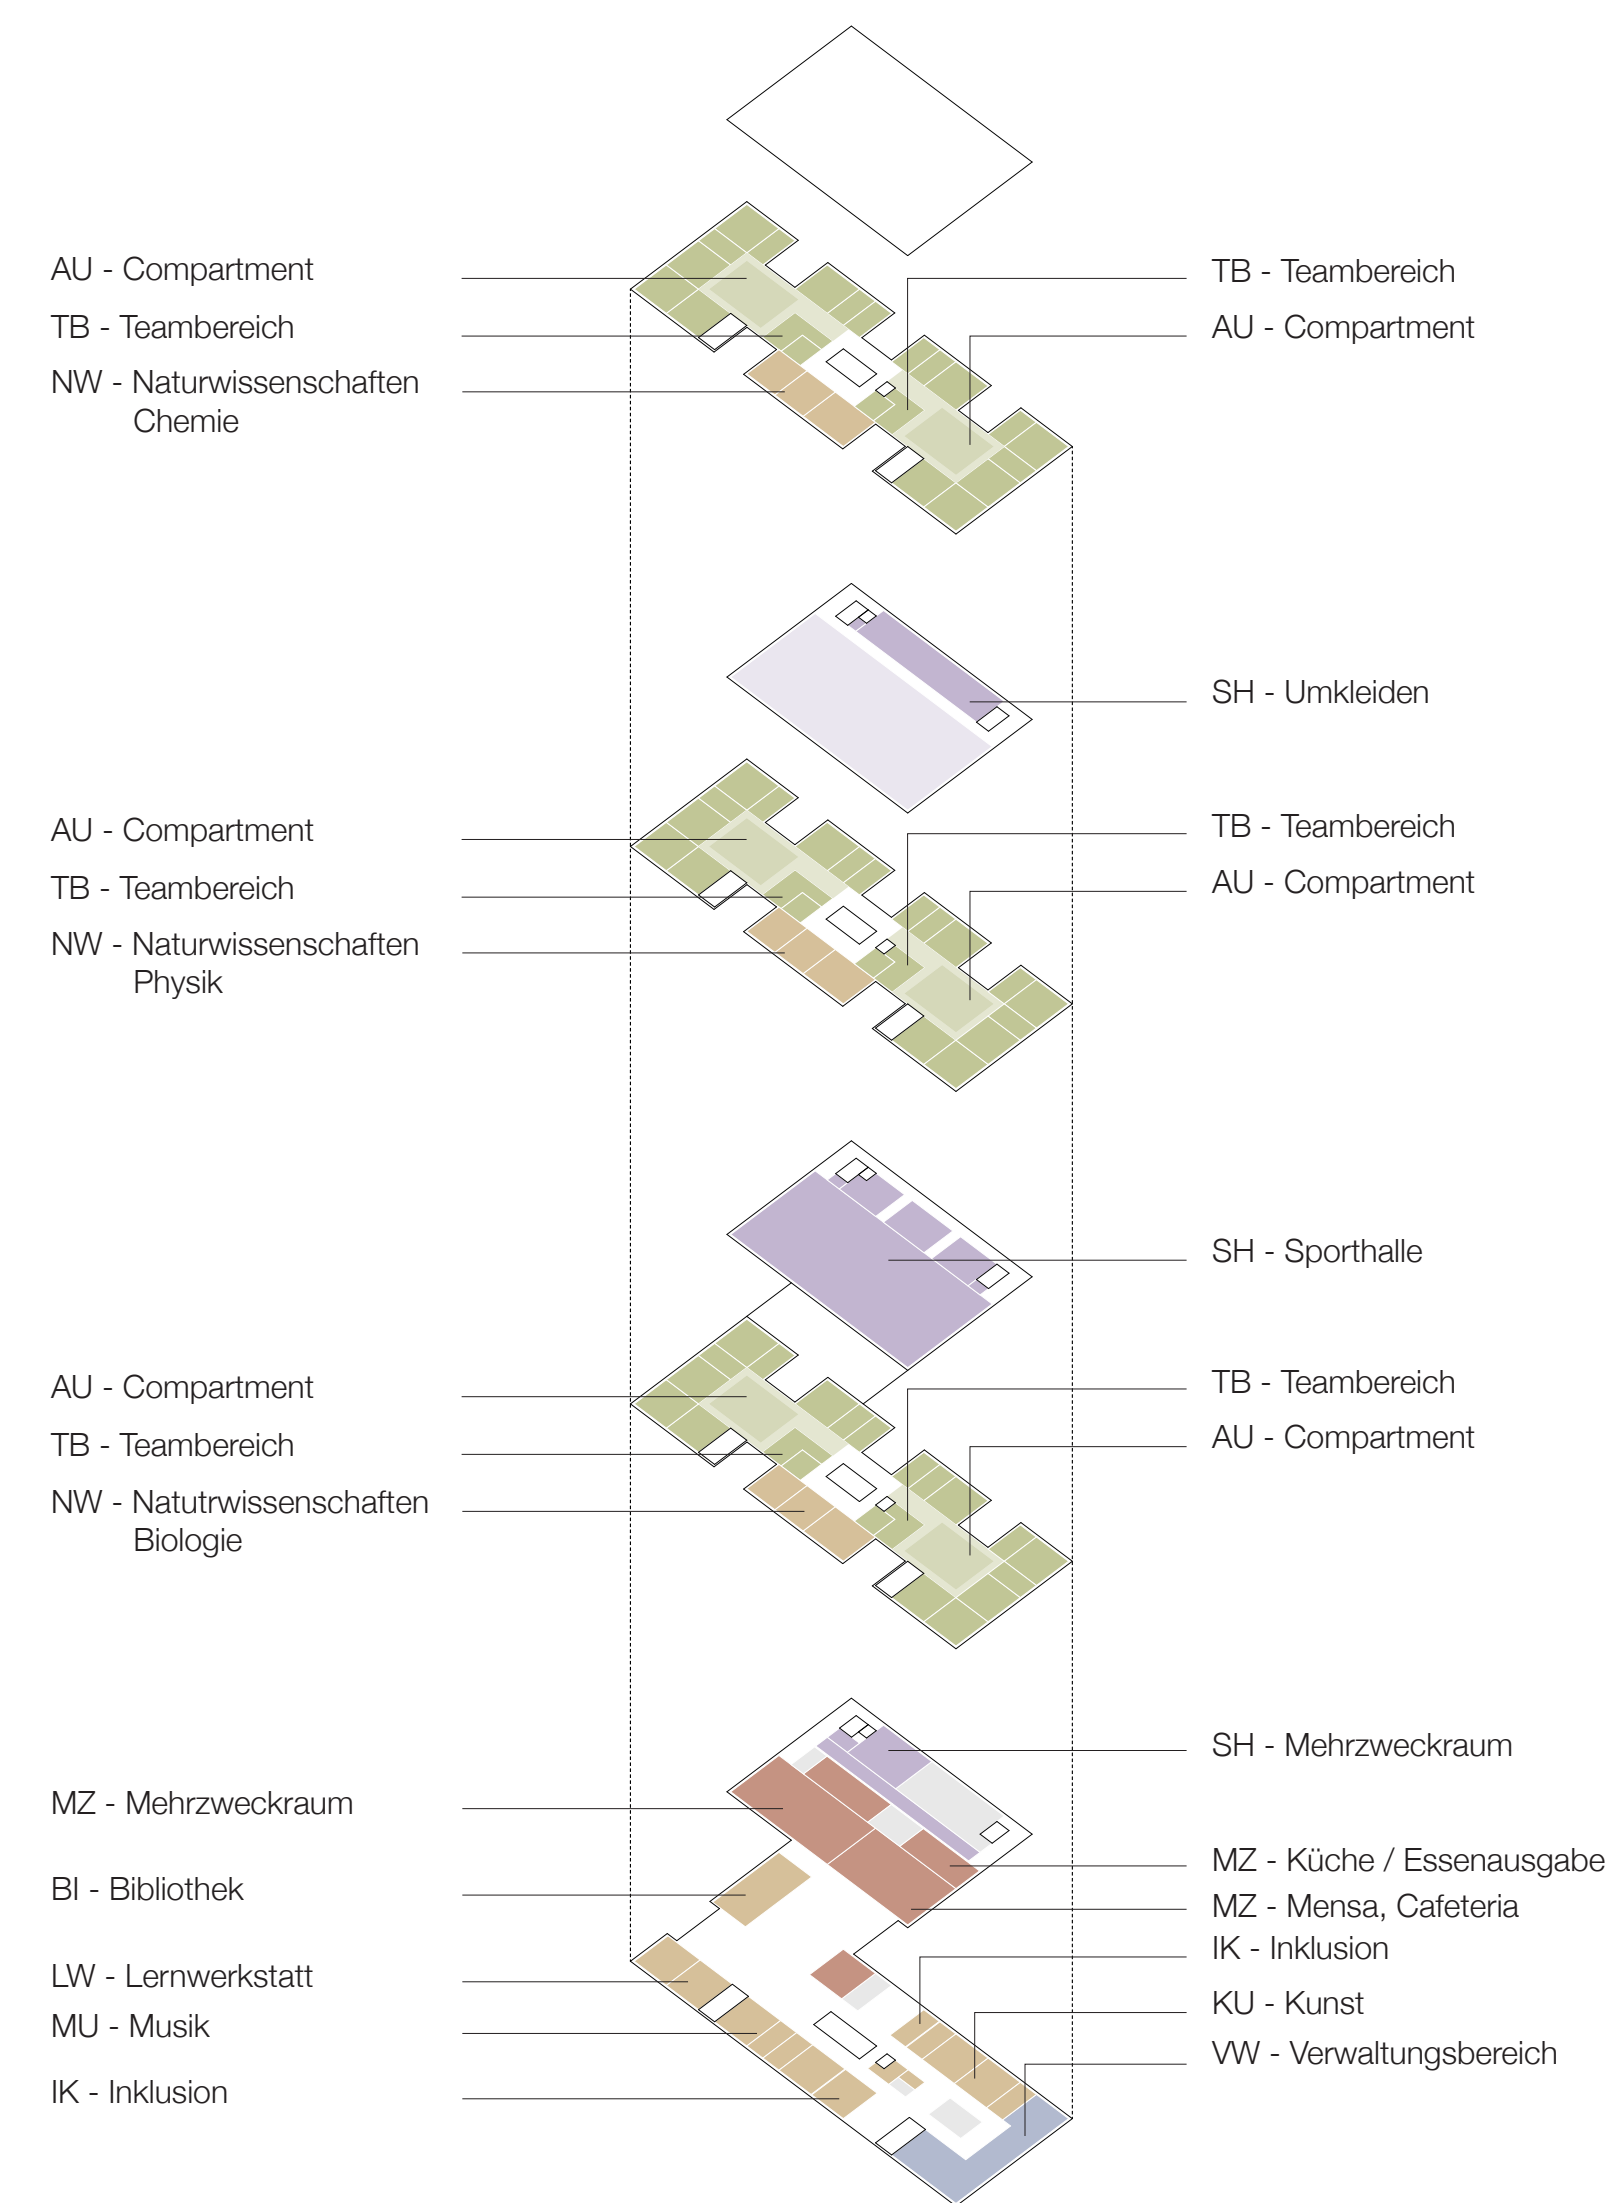 AU - Compartment
TB - Teambereich
NW - Naturwissenschaften
Chemie
TB - Teambereich
AU - Compartment
SH - Umkleiden
AU - Compartment
TB - Teambereich
NW - Naturwissenschaften
Physik
TB - Teambereich
AU - Compartment
SH - Sporthalle
AU - Compartment
TB - Teambereich
NW - Natutrwissenschaften
Biologie
TB - Teambereich
AU - Compartment
SH - Mehrzweckraum
MZ - Mehrzweckraum
BI - Bibliothek
LW - Lernwerkstatt
MU - Musik
IK - Inklusion
MZ - Küche / Essenausgabe
MZ - Mensa, Cafeteria
IK - Inklusion
KU - Kunst
VW - Verwaltungsbereich